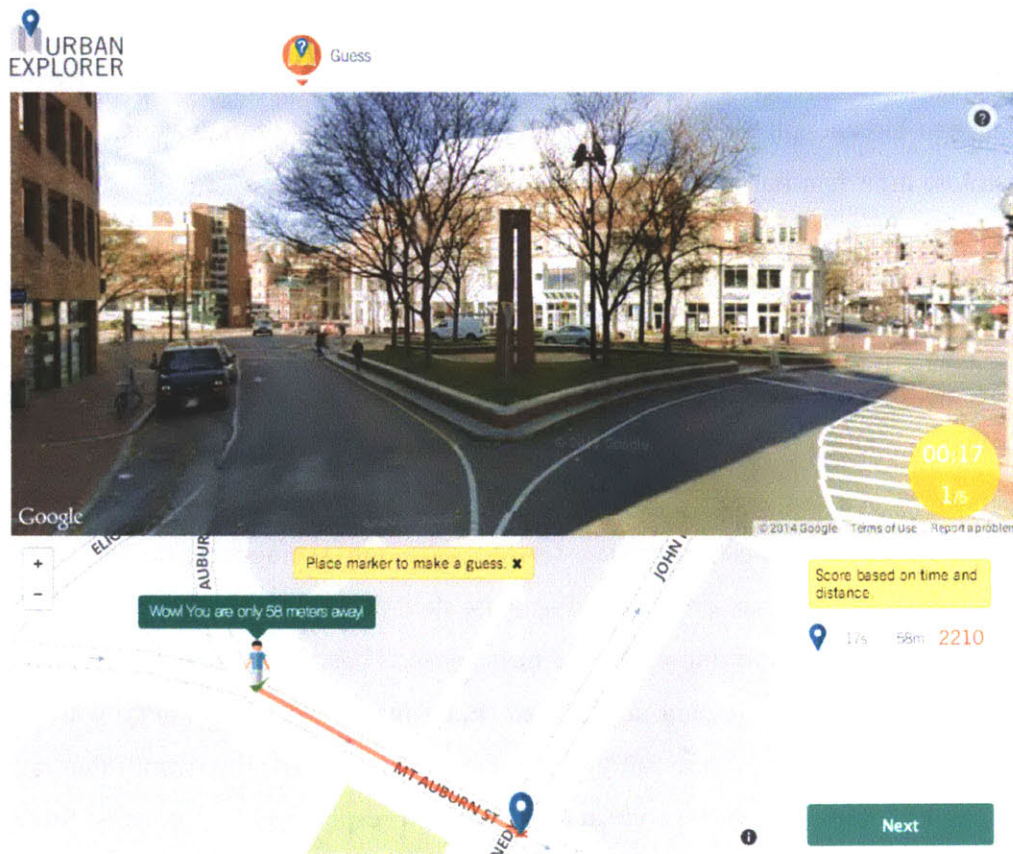 URBAN
EXPLORER
Guess
?
00:17
1/5
Google
© 2014 Google
© 2014 Google Terms of Use Report a problem
+
−
AUBUR
JOHN
Place marker to make a guess. ✖
Wow! You are only 58 meters away!
MT AUBURN ST
Score based on time and
distance.
17s 58m 2210
Next